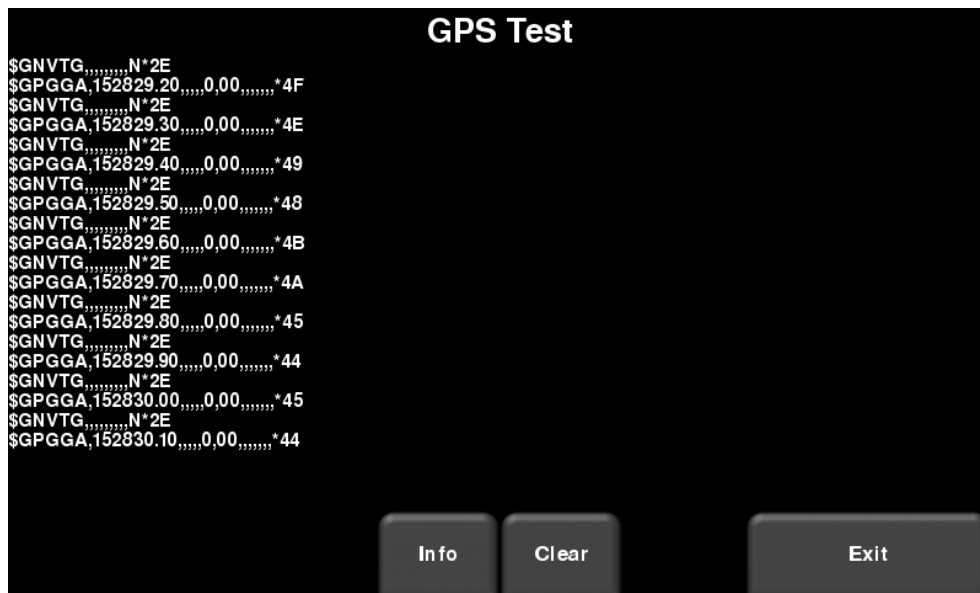 GPS Test
$GNVTG,,,,,,,,,N*2E
$GPGGA,152829.20,,,,,0,00,,,,,,,*4F
$GNVTG,,,,,,,,,N*2E
$GPGGA,152829.30,,,,,0,00,,,,,,,*4E
$GNVTG,,,,,,,,,N*2E
$GPGGA,152829.40,,,,,0,00,,,,,,,*49
$GNVTG,,,,,,,,,N*2E
$GPGGA,152829.50,,,,,0,00,,,,,,,*48
$GNVTG,,,,,,,,,N*2E
$GPGGA,152829.60,,,,,0,00,,,,,,,*4B
$GNVTG,,,,,,,,,N*2E
$GPGGA,152829.70,,,,,0,00,,,,,,,*4A
$GNVTG,,,,,,,,,N*2E
$GPGGA,152829.80,,,,,0,00,,,,,,,*45
$GNVTG,,,,,,,,,N*2E
$GPGGA,152829.90,,,,,0,00,,,,,,,*44
$GNVTG,,,,,,,,,N*2E
$GPGGA,152830.00,,,,,0,00,,,,,,,*45
$GNVTG,,,,,,,,,N*2E
$GPGGA,152830.10,,,,,0,00,,,,,,,*44
Info
Clear
Exit